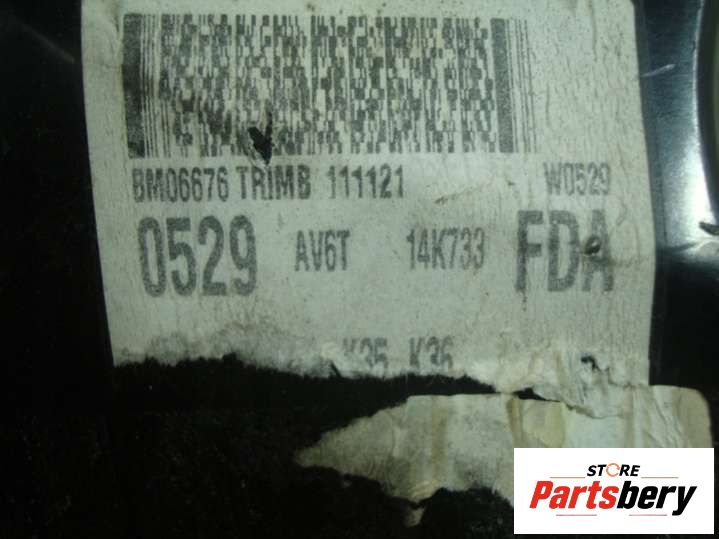 BM06676 TRIMB 111121 W0529
0529 AV6T 14K733 FDA
K35 K36
STORE
Partsbery